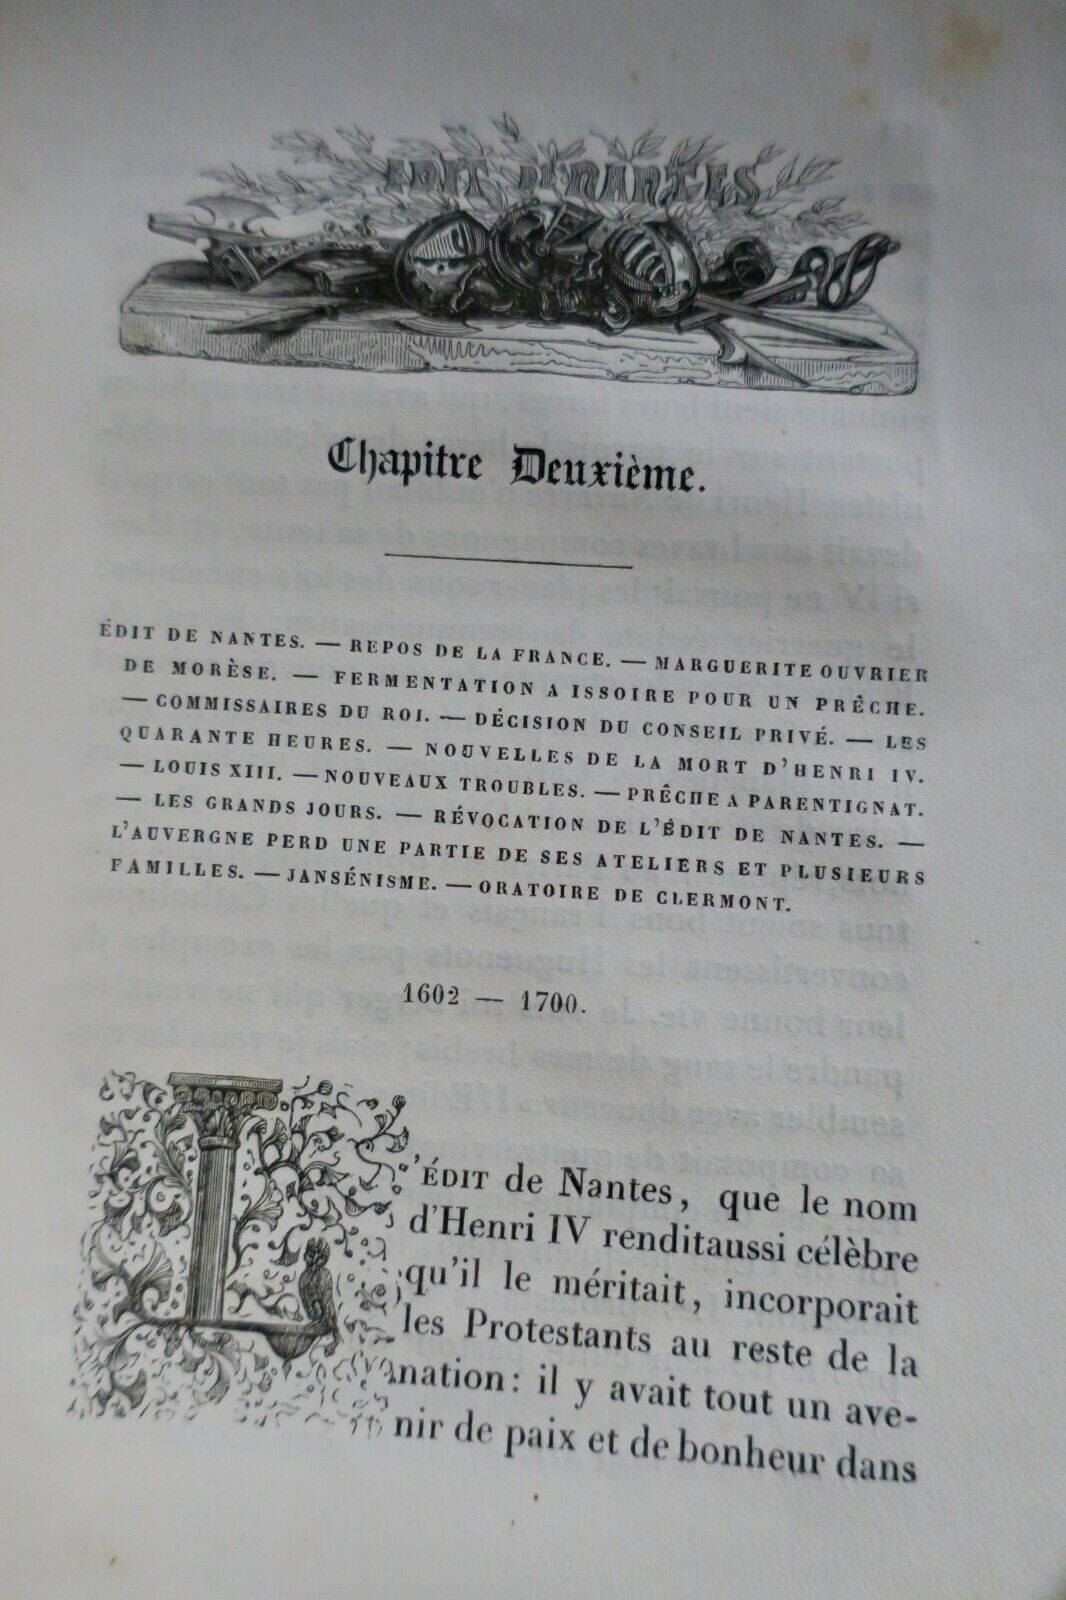 EDIT DE NANTES
Chapitre Deuxième.
ÉDIT DE NANTES. — REPOS DE LA FRANCE. — MARGUERITE OUVRIER
DE MORÈSE. — FERMENTATION A ISSOIRE POUR UN PRÊCHE.
— COMMISSAIRES DU ROI. — DÉCISION DU CONSEIL PRIVÉ. — LES
QUARANTE HEURES. — NOUVELLES DE LA MORT D'HENRI IV.
— LOUIS XIII. — NOUVEAUX TROUBLES. — PRÊCHE A PARENTIGNAT.
— LES GRANDS JOURS. — RÉVOCATION DE L'ÉDIT DE NANTES. —
L'AUVERGNE PERD UNE PARTIE DE SES ATELIERS ET PLUSIEURS
FAMILLES. — JANSÉNISME. — ORATOIRE DE CLERMONT.
1602 — 1700.
L'ÉDIT de Nantes, que le nom
d'Henri IV renditaussi célèbre
qu'il le méritait, incorporait
les Protestants au reste de la
nation: il y avait tout un ave-
nir de paix et de bonheur dans